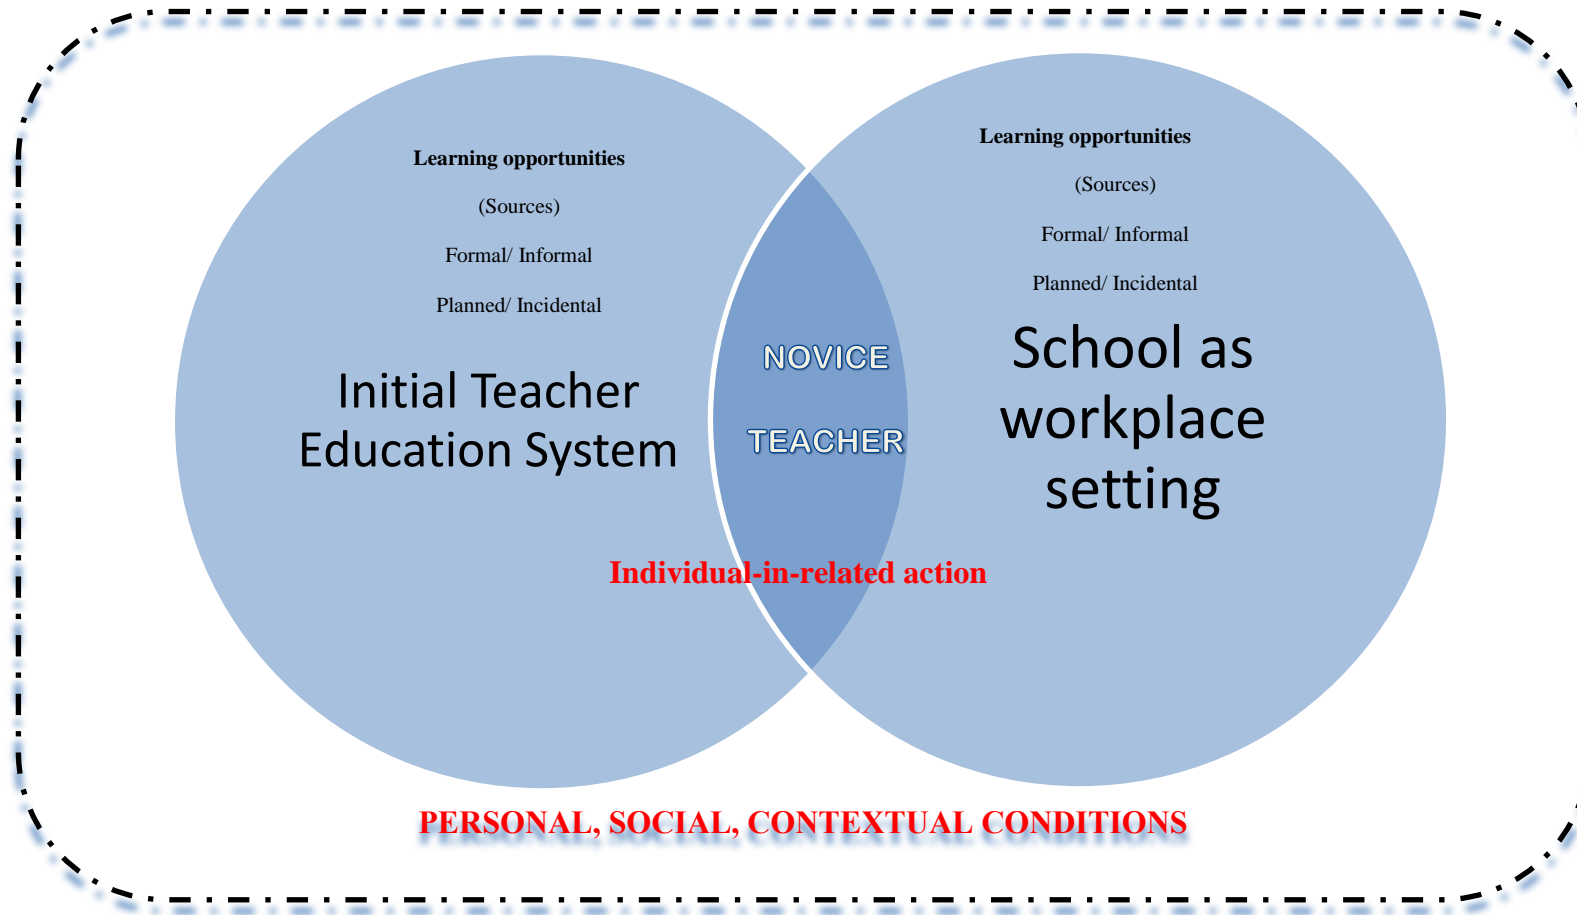 Learning opportunities
(Sources)
Formal/ Informal
Planned/ Incidental
Initial Teacher
Education System
Learning opportunities
(Sources)
Formal/ Informal
Planned/ Incidental
School as
workplace
setting
NOVICE
TEACHER
Individual-in-related action
PERSONAL, SOCIAL, CONTEXTUAL CONDITIONS